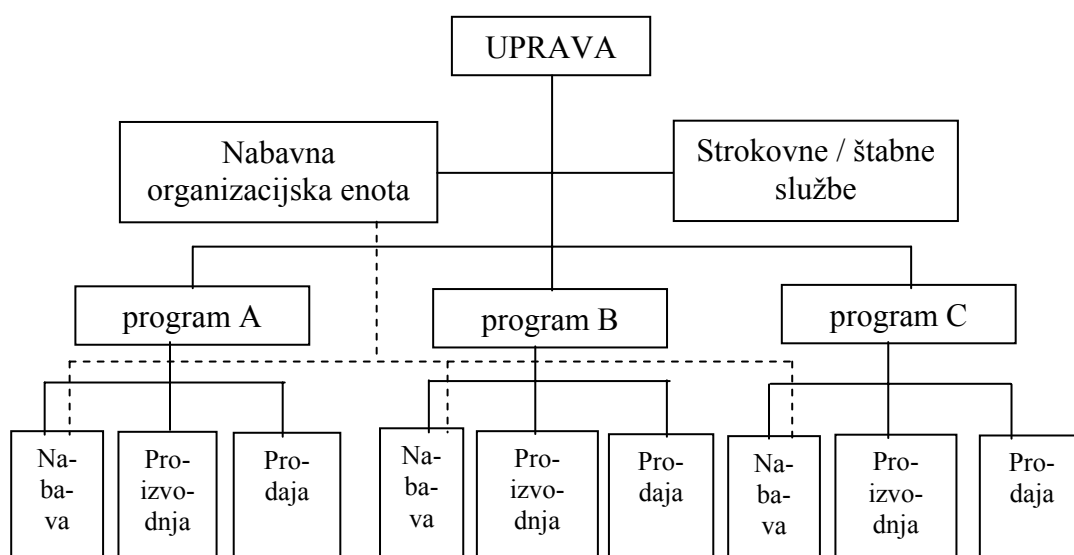 UPRAVA
Nabavna
organizacijska enota
Strokovne / štabne
službe
program A
program B
program C
Na-
ba-
va
Pro-
izvo-
dnja
Pro-
daja
Na-
ba-
va
Pro-
izvo-
dnja
Pro-
daja
Na-
ba-
va
Pro-
izvo-
dnja
Pro-
daja